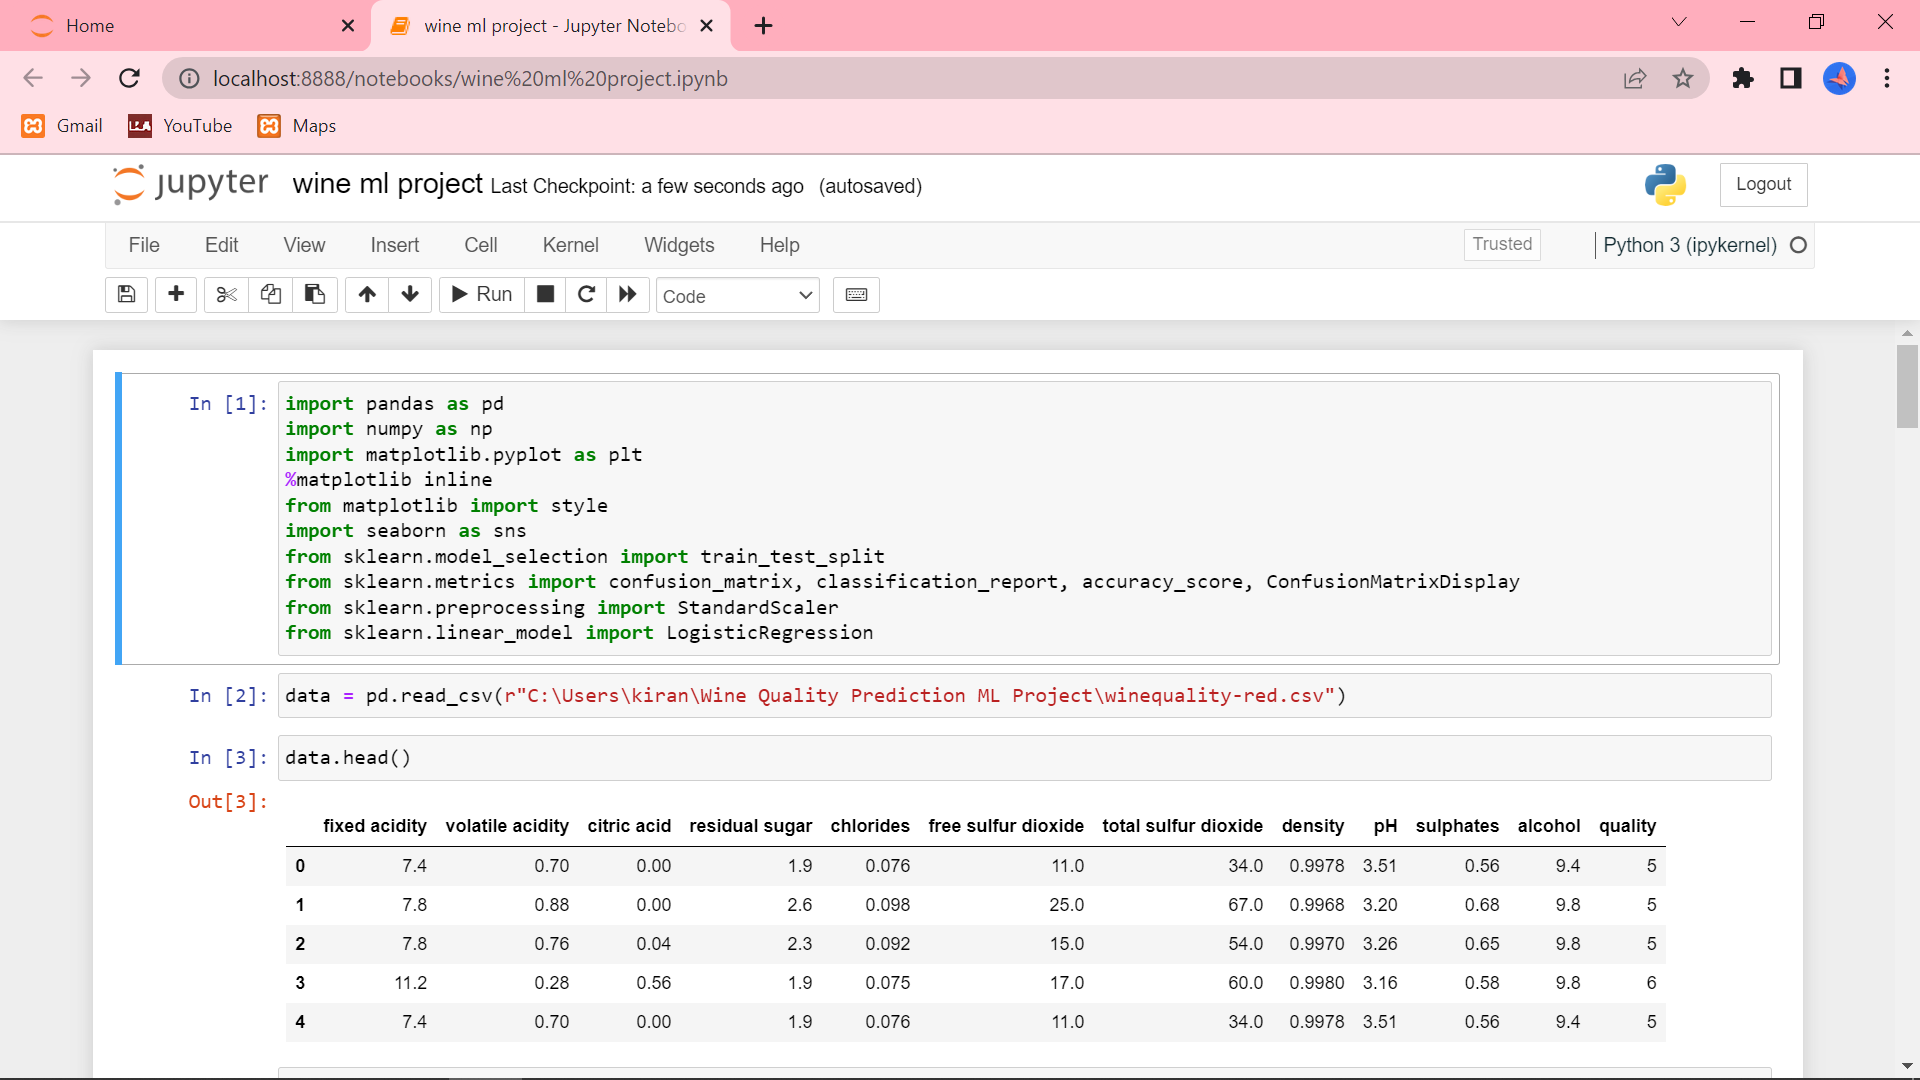 Home
wine ml project - Jupyter Notebo
localhost:8888/notebooks/wine%20ml%20project.ipynb
Gmail YouTube Maps
jupyter wine ml project Last Checkpoint: a few seconds ago (autosaved) Logout
File Edit View Insert Cell Kernel Widgets Help Trusted Python 3 (ipykernel)
Run Code
In [1]: import pandas as pd
import numpy as np
import matplotlib.pyplot as plt
%matplotlib inline
from matplotlib import style
import seaborn as sns
from sklearn.model_selection import train_test_split
from sklearn.metrics import confusion_matrix, classification_report, accuracy_score, ConfusionMatrixDisplay
from sklearn.preprocessing import StandardScaler
from sklearn.linear_model import LogisticRegression
In [2]: data = pd.read_csv(r"C:\Users\kiran\Wine Quality Prediction ML Project\winequality-red.csv")
In [3]: data.head()
Out[3]:
fixed acidity volatile acidity citric acid residual sugar chlorides free sulfur dioxide total sulfur dioxide density pH sulphates alcohol quality
0 7.4 0.70 0.00 1.9 0.076 11.0 34.0 0.9978 3.51 0.56 9.4 5
1 7.8 0.88 0.00 2.6 0.098 25.0 67.0 0.9968 3.20 0.68 9.8 5
2 7.8 0.76 0.04 2.3 0.092 15.0 54.0 0.9970 3.26 0.65 9.8 5
3 11.2 0.28 0.56 1.9 0.075 17.0 60.0 0.9980 3.16 0.58 9.8 6
4 7.4 0.70 0.00 1.9 0.076 11.0 34.0 0.9978 3.51 0.56 9.4 5